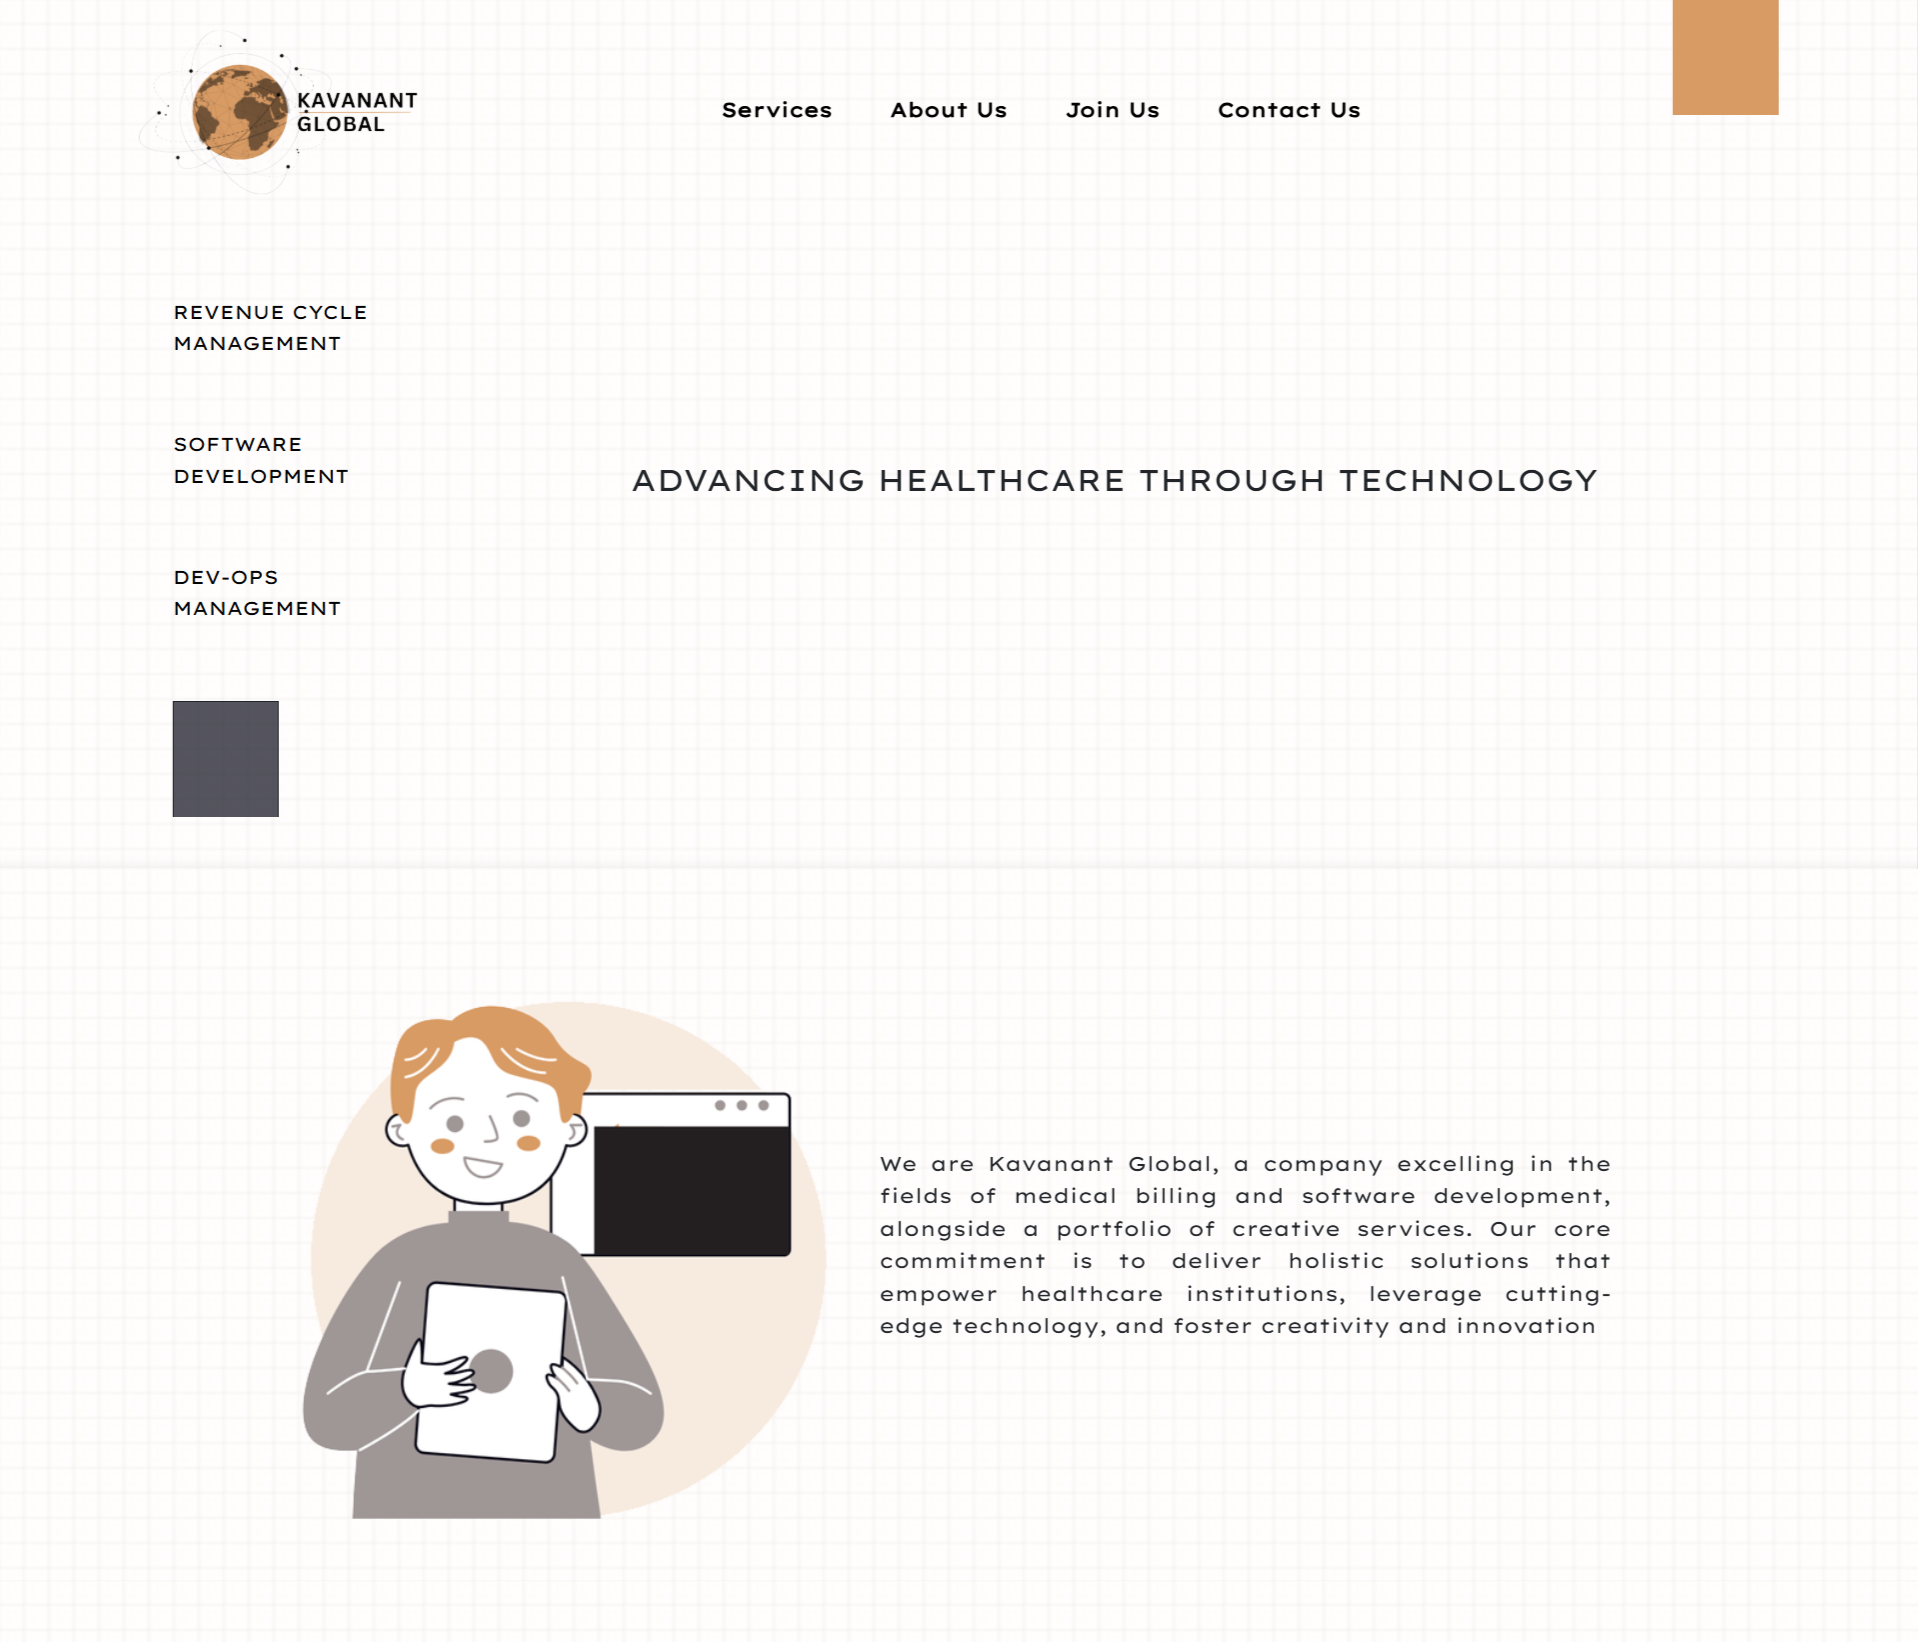 KAVANANT
GLOBAL
Services
About Us
Join Us
Contact Us
REVENUE CYCLE
MANAGEMENT
SOFTWARE
DEVELOPMENT
DEV-OPS
MANAGEMENT
ADVANCING HEALTHCARE THROUGH TECHNOLOGY
We are Kavanant Global, a company excelling in the
fields of medical billing and software development,
alongside a portfolio of creative services. Our core
commitment is to deliver holistic solutions that
empower healthcare institutions, leverage cutting-
edge technology, and foster creativity and innovation